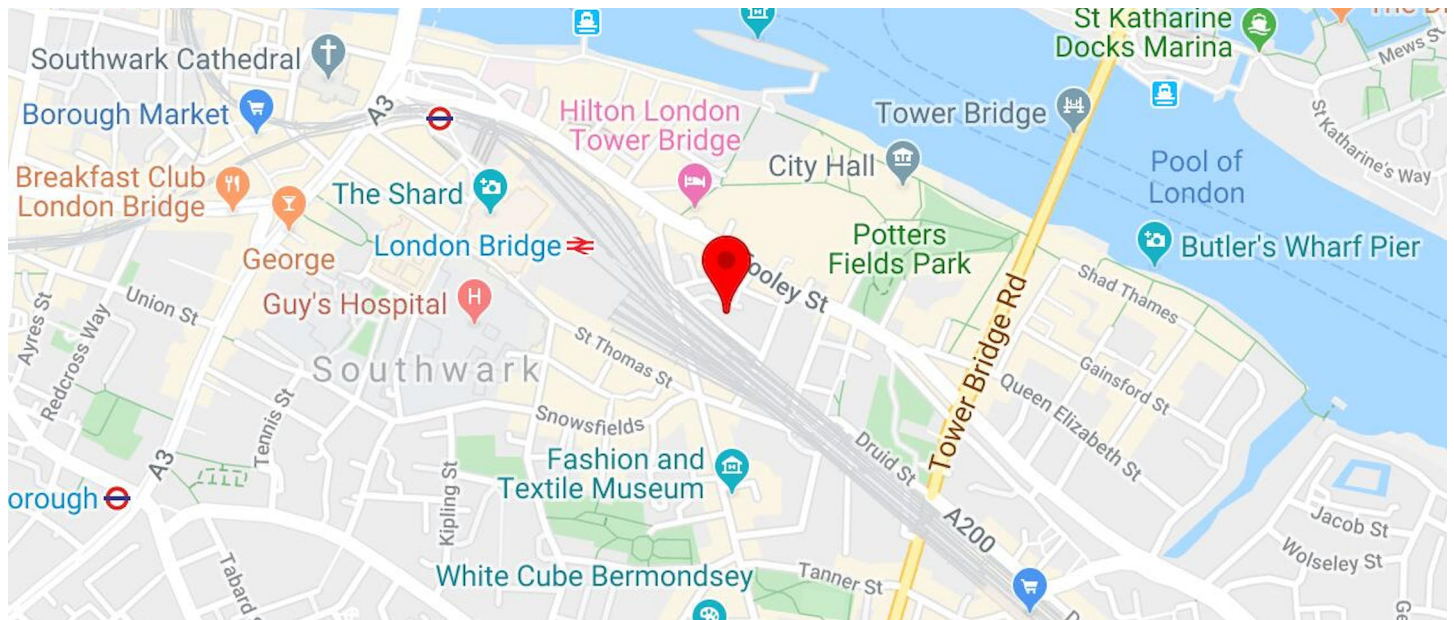 St Katharine
Docks Marina
Mews St
Southwark Cathedral
A3
Borough Market
Hilton London
Tower Bridge
Tower Bridge
City Hall
St Katharine's Way
Pool of
London
Breakfast Club
London Bridge
The Shard
George
London Bridge
Potters
Fields Park
Butler's Wharf Pier
Guy's Hospital
H
ooley St
Shad Thames
Union St
Ayres St
Redcross Way
Southwark
St Thomas St
Tower Bridge Rd
Gainsford St
Queen Elizabeth St
Snowsfields
Tennis St
A3
Druid St
Fashion and
Textile Museum
Kipling St
orough
A200
Jacob St
Wolseley St
White Cube Bermondsey
Tanner St
Tabard